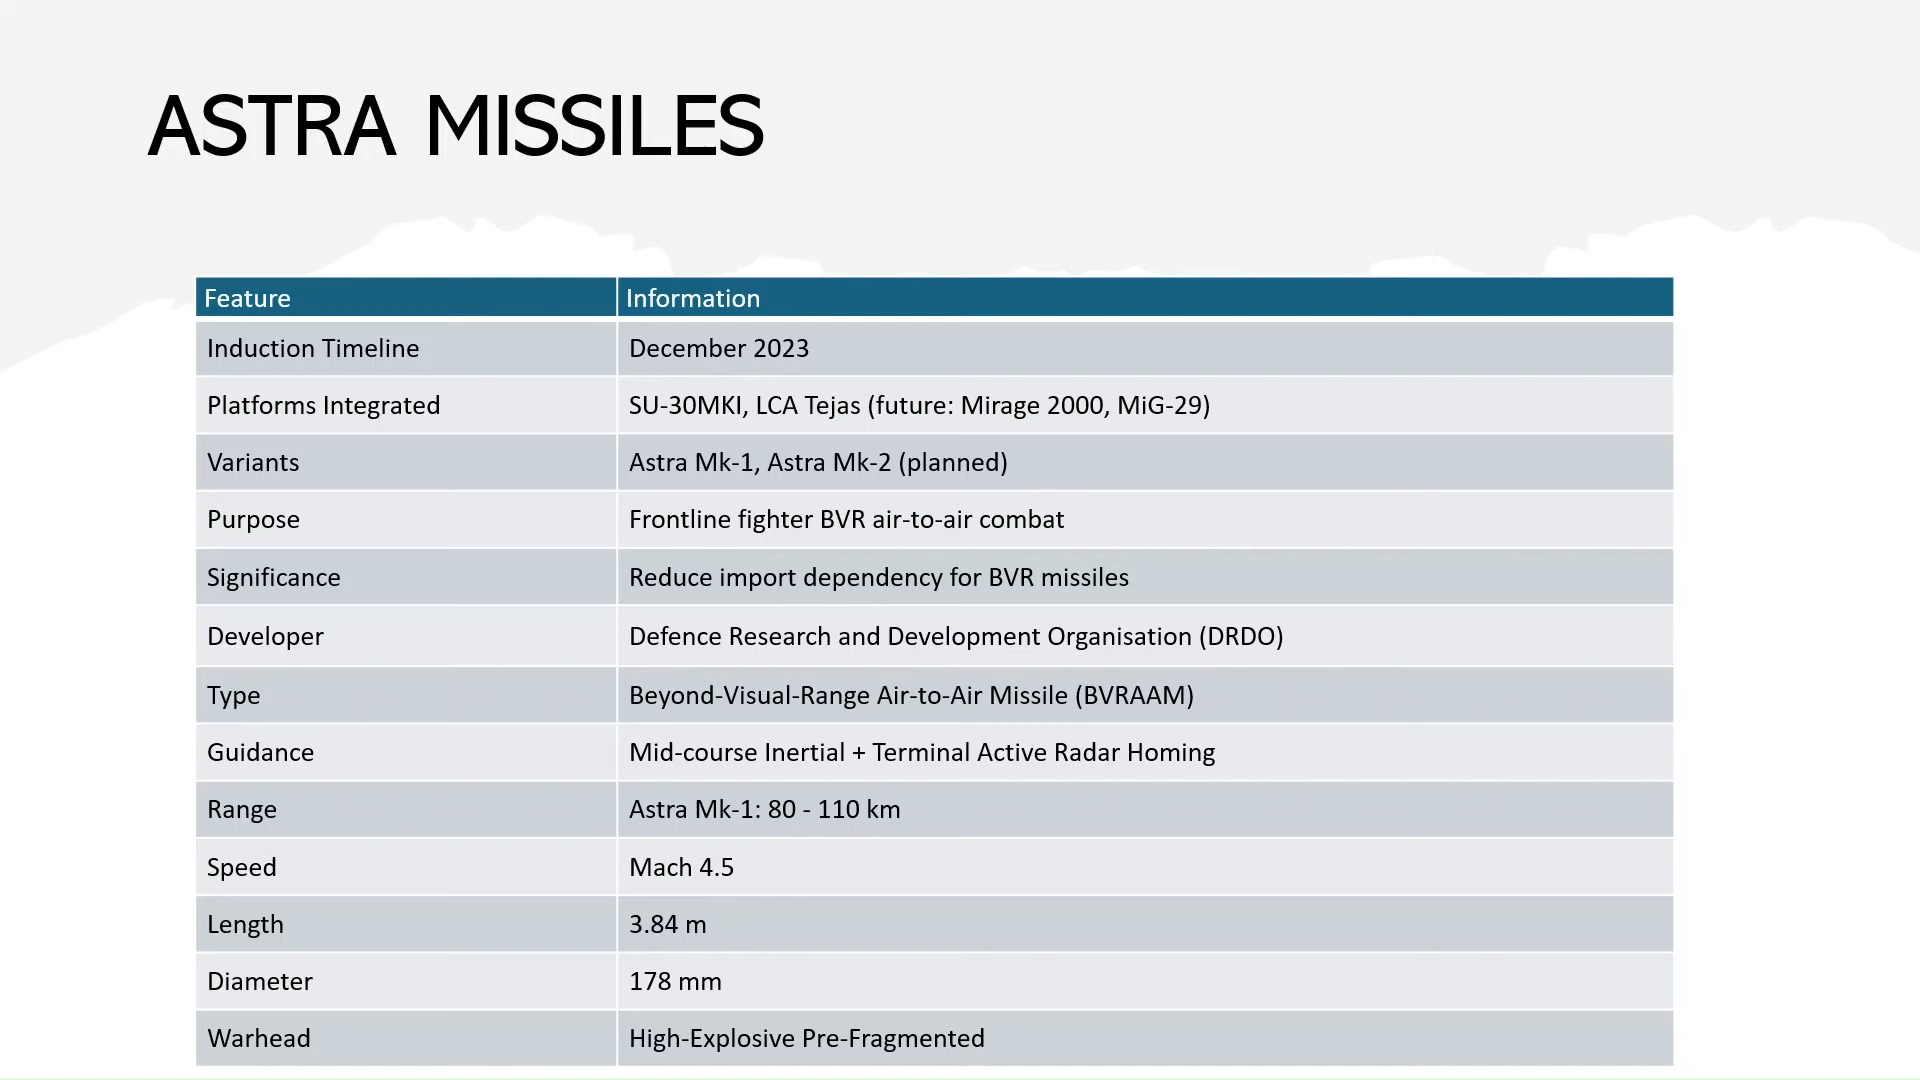 ASTRA MISSILES
Feature Information
Induction Timeline December 2023
Platforms Integrated SU-30MKI, LCA Tejas (future: Mirage 2000, MiG-29)
Variants Astra Mk-1, Astra Mk-2 (planned)
Purpose Frontline fighter BVR air-to-air combat
Significance Reduce import dependency for BVR missiles
Developer Defence Research and Development Organisation (DRDO)
Type Beyond-Visual-Range Air-to-Air Missile (BVRAAM)
Guidance Mid-course Inertial + Terminal Active Radar Homing
Range Astra Mk-1: 80 - 110 km
Speed Mach 4.5
Length 3.84 m
Diameter 178 mm
Warhead High-Explosive Pre-Fragmented